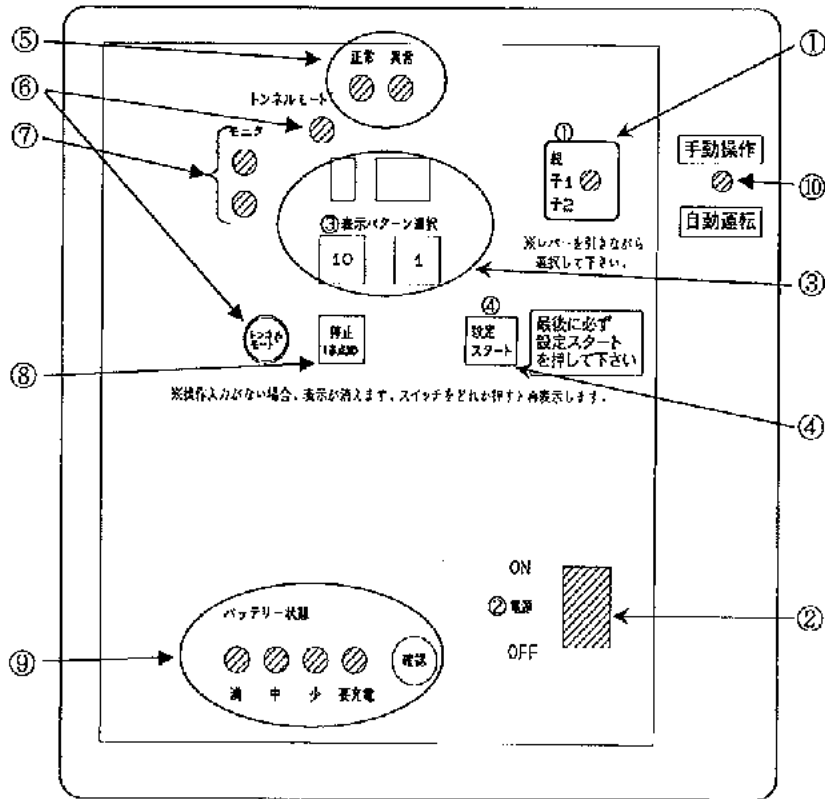 ⑤
正常 異常
①
⑥
トンネルモード
⑦
モニタ
①
親
子1
子2
手動操作
⑩
自動運転
③表示パターン選択
10 1
※レバーを引きながら
選択して下さい。
③
④
トンネル
モード
停止
設定
スタート
最後に必ず
設定スタート
を押して下さい
⑧
※操作入力がない場合、表示が消えます。スイッチをどれか押すと再表示します。
④
ON
②電源
②
OFF
バッテリー状態
⑨
確認
満 中 少 要充電